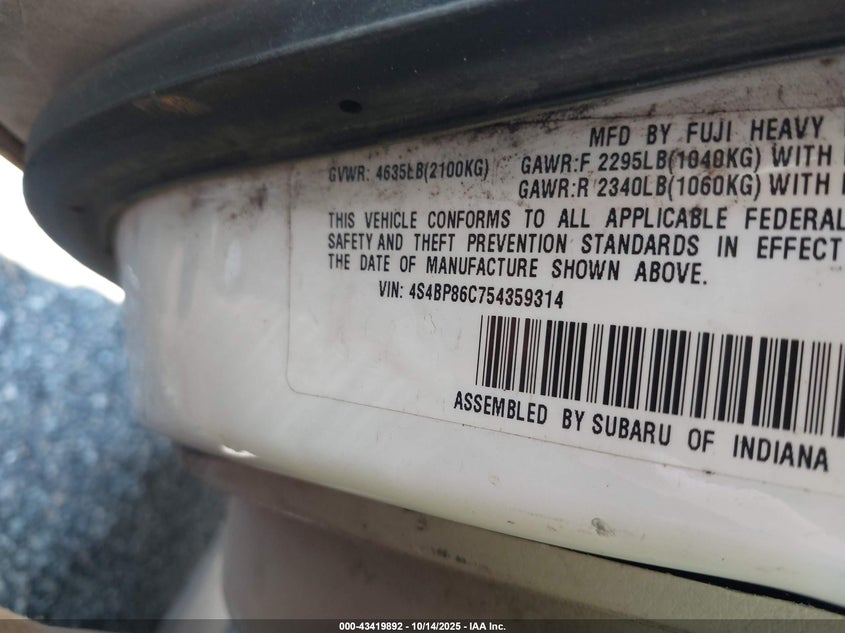 MFD BY FUJI HEAVY
GVWR: 4635LB(2100KG) GAWR:F 2295LB(1040KG) WITH
GAWR:R 2340LB(1060KG) WITH
THIS VEHICLE CONFORMS TO ALL APPLICABLE FEDERAL
SAFETY AND THEFT PREVENTION STANDARDS IN EFFECT
THE DATE OF MANUFACTURE SHOWN ABOVE.
VIN: 4S4BP86C754359314
ASSEMBLED BY SUBARU OF INDIANA
000-43419892 - 10/14/2025 - IAA Inc.